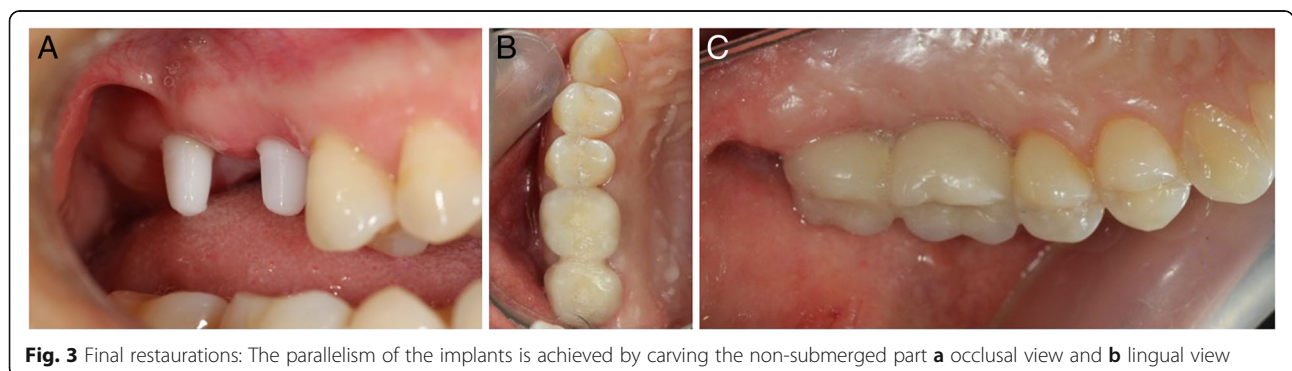 A
B
C
Fig. 3 Final restaurations: The parallelism of the implants is achieved by carving the non-submerged part a occlusal view and b lingual view